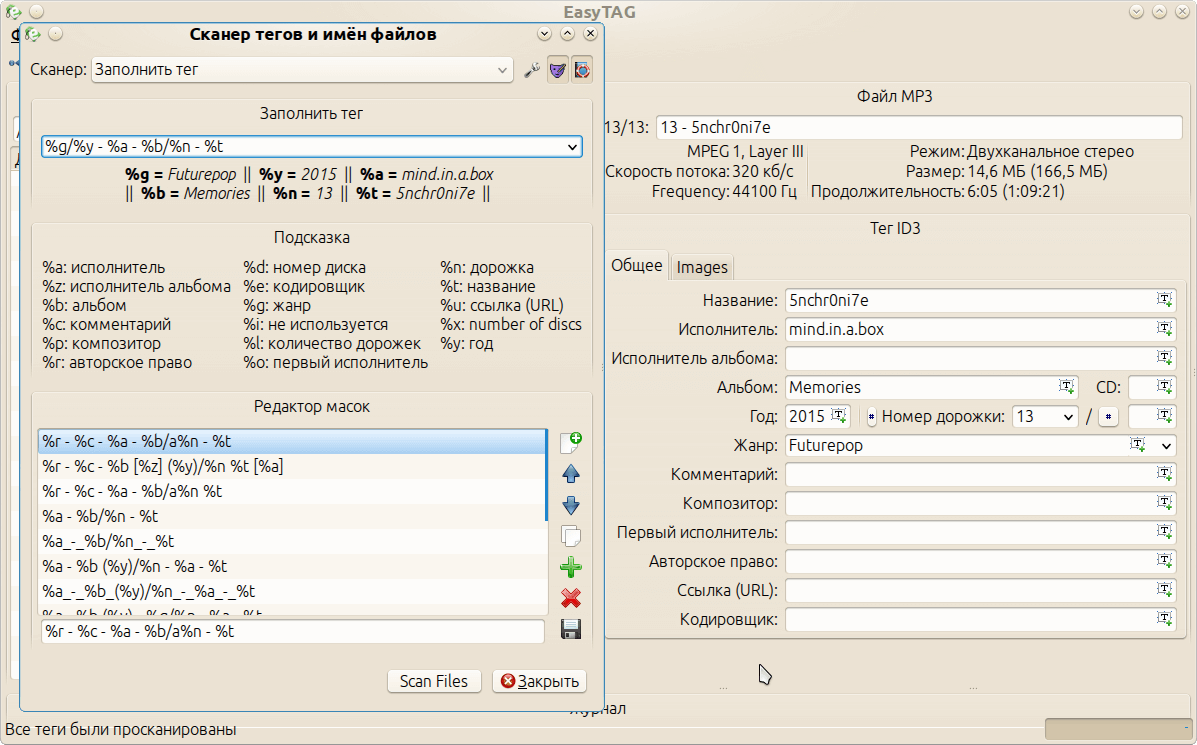 EasyTAG
Сканер тегов и имён файлов
Сканер: Заполнить тег
Заполнить тег
%g/%y - %a - %b/%n - %t
%g = Futurepop || %y = 2015 || %a = mind.in.a.box
|| %b = Memories || %n = 13 || %t = 5nchr0ni7e ||
Подсказка
%a: исполнитель
%z: исполнитель альбома
%b: альбом
%c: комментарий
%p: композитор
%r: авторское право
%d: номер диска
%e: кодировщик
%g: жанр
%i: не используется
%l: количество дорожек
%o: первый исполнитель
%n: дорожка
%t: название
%u: ссылка (URL)
%x: number of discs
%y: год
Редактор масок
%r - %c - %a - %b/a%n - %t
%r - %c - %b [%z] (%y)/%n %t [%a]
%r - %c - %a - %b/a%n %t
%a - %b/%n - %t
%a_-_%b/%n_-_%t
%a - %b (%y)/%n - %a - %t
%a_-_%b_(%y)/%n_-_%a_-_%t
%r - %c - %a - %b/a%n - %t
Scan Files
Закрыть
Файл MP3
13/13: 13 - 5nchr0ni7e
MPEG 1, Layer III
Скорость потока: 320 кб/с
Frequency: 44100 Гц
Режим: Двухканальное стерео
Размер: 14,6 МБ (166,5 МБ)
Продолжительность: 6:05 (1:09:21)
Тег ID3
Общее
Images
Название: 5nchr0ni7e
Исполнитель: mind.in.a.box
Исполнитель альбома:
Альбом: Memories CD:
Год: 2015 # Номер дорожки: 13 / #
Жанр: Futurepop
Комментарий:
Композитор:
Первый исполнитель:
Авторское право:
Ссылка (URL):
Кодировщик:
Журнал
Все теги были просканированы